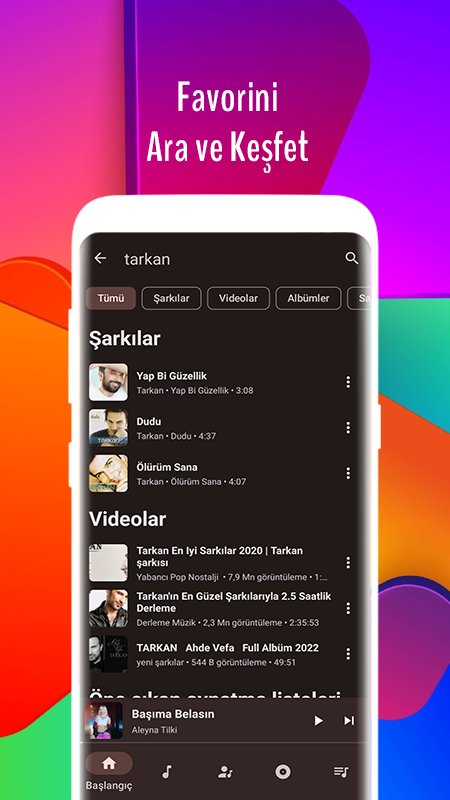 Favorini
Ara ve Keşfet
tarkan
Tümü
Şarkılar
Videolar
Albümler
Sa
Şarkılar
Yap Bi Güzellik
Tarkan • Yap Bi Güzellik • 3:08
Dudu
Tarkan • Dudu • 4:37
Ölürüm Sana
Tarkan • Ölürüm Sana • 4:07
Videolar
Tarkan En Iyi Sarkılar 2020 | Tarkan
şarkısı
Yabancı Pop Nostalji • 7,9 Mn görüntüleme • 1:...
Tarkan'ın En Güzel Şarkılarıyla 2.5 Saatlik
Derleme
Derleme Müzik • 2,3 Mn görüntüleme • 2:35:53
TARKAN Ahde Vefa Full Albüm 2022
yeni şarkılar • 544 B görüntüleme • 49:51
Öne çıkan oynatma listeleri
Başıma Belasın
Aleyna Tilki
Başlangıç